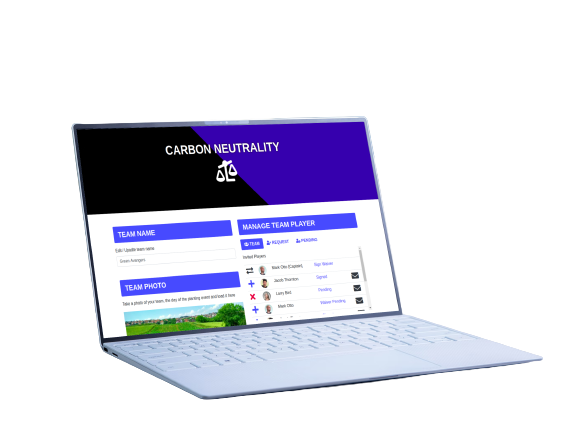 CARBON NEUTRALITY
TEAM NAME
Edit / Update team name
Green Avengers
TEAM PHOTO
Take a photo of your team, the day of the planting event and load it here
MANAGE TEAM PLAYER
TEAM REQUEST PENDING
Invited Players
Mark Otto (Captain) Sign Waiver
Jacob Thornton Signed
Larry Bird Pending
Mark Otto Waiver Pending